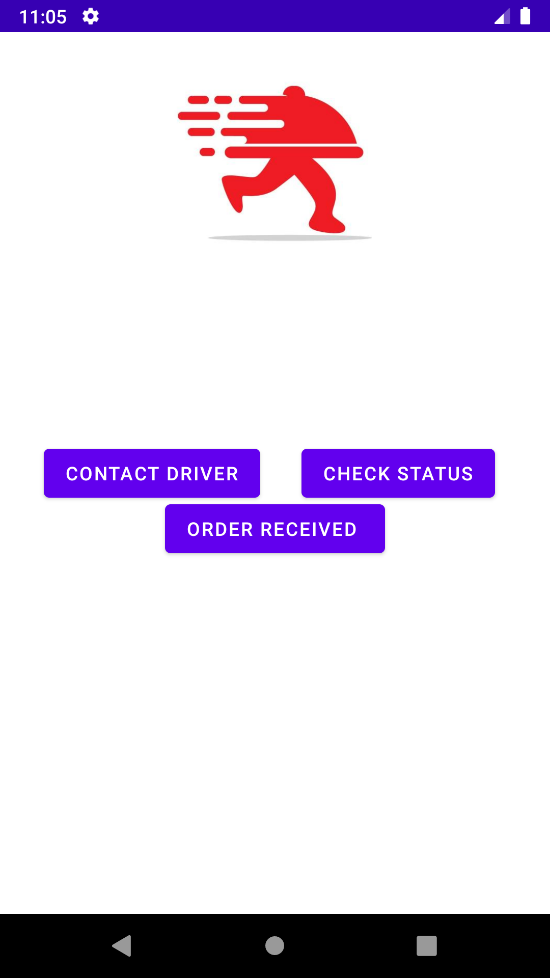 11:05
CONTACT DRIVER
CHECK STATUS
ORDER RECEIVED